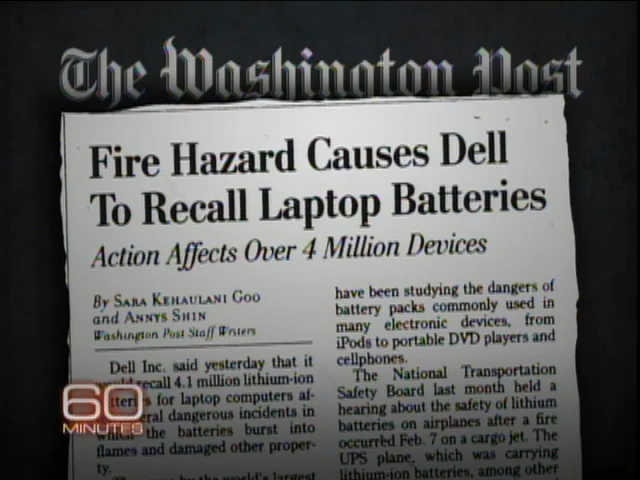 The Washington Post
Fire Hazard Causes Dell
To Recall Laptop Batteries
Action Affects Over 4 Million Devices
By SARA KEHAULANI GOO
and ANNYS SHIN
Washington Post Staff Writers
Dell Inc. said yesterday that it
recall 4.1 million lithium-ion
for laptop computers af-
dangerous incidents in
which the batteries burst into
flames and damaged other proper-
ty.
by the world's largest
have been studying the dangers of
battery packs commonly used in
many electronic devices, from
iPods to portable DVD players and
cellphones.
The National Transportation
Safety Board last month held a
hearing about the safety of lithium
batteries on airplanes after a fire
occurred Feb. 7 on a cargo jet. The
UPS plane, which was carrying
lithium-ion batteries, among other
60
MINUTES